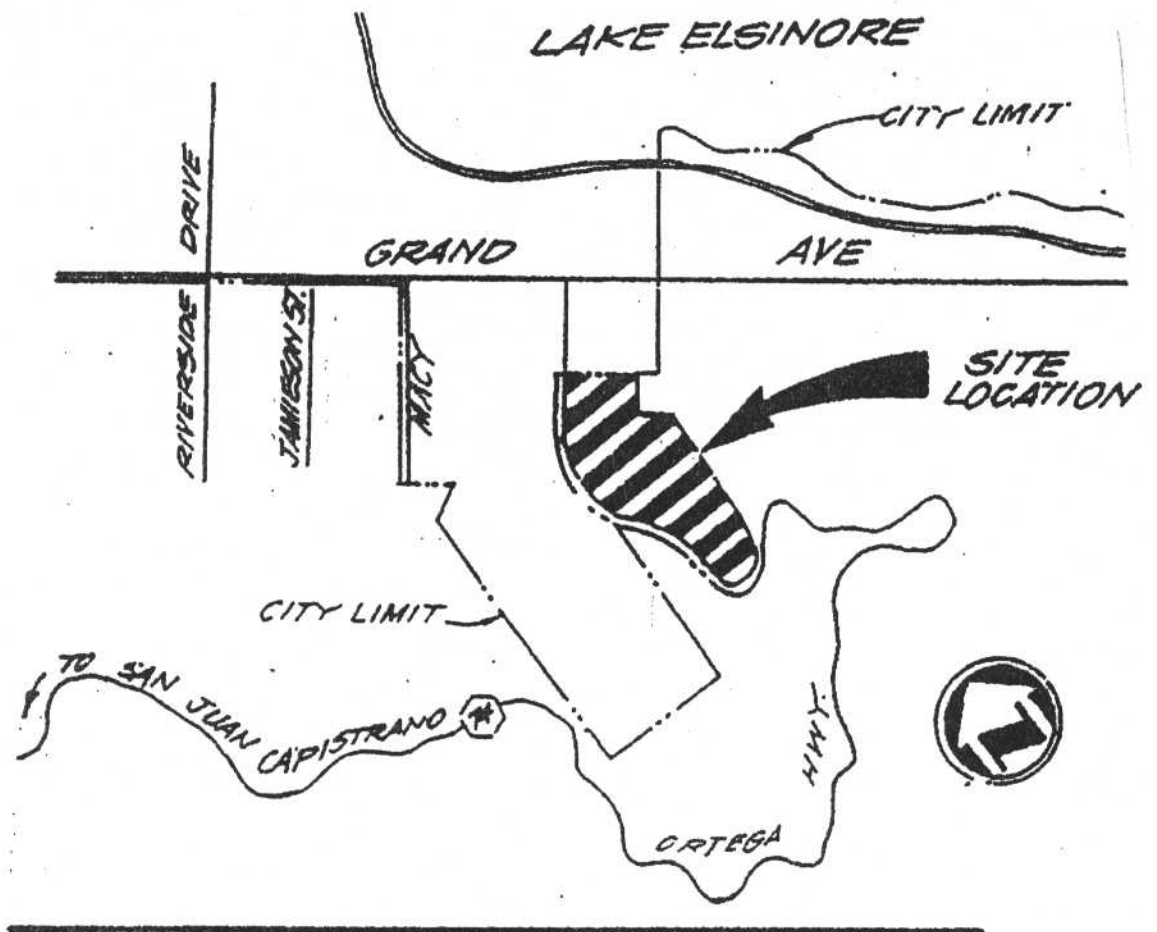 LAKE ELSINORE
CITY LIMIT
RIVERSIDE DRIVE
GRAND AVE
JAMIESON ST.
MACY
SITE
LOCATION
CITY LIMIT
TO SAN JUAN CAPISTRANO
74
ORTEGA HWY.